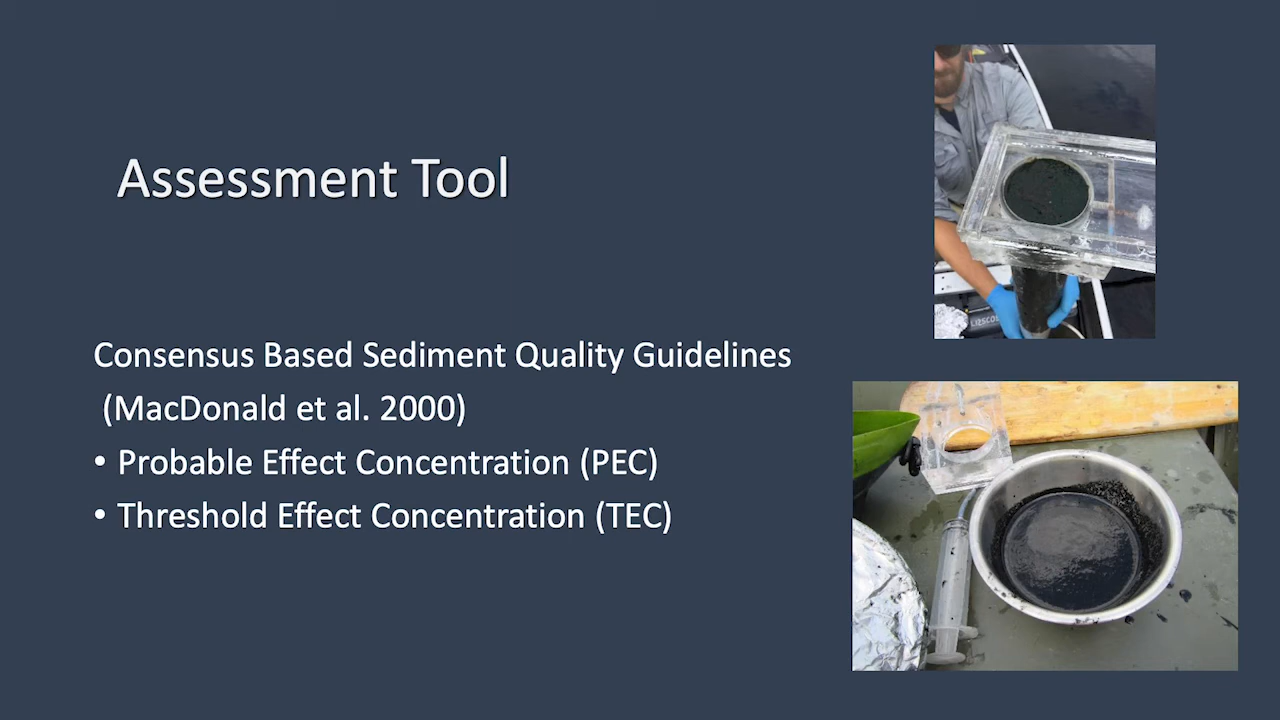 Assessment Tool
Consensus Based Sediment Quality Guidelines
(MacDonald et al. 2000)
• Probable Effect Concentration (PEC)
• Threshold Effect Concentration (TEC)